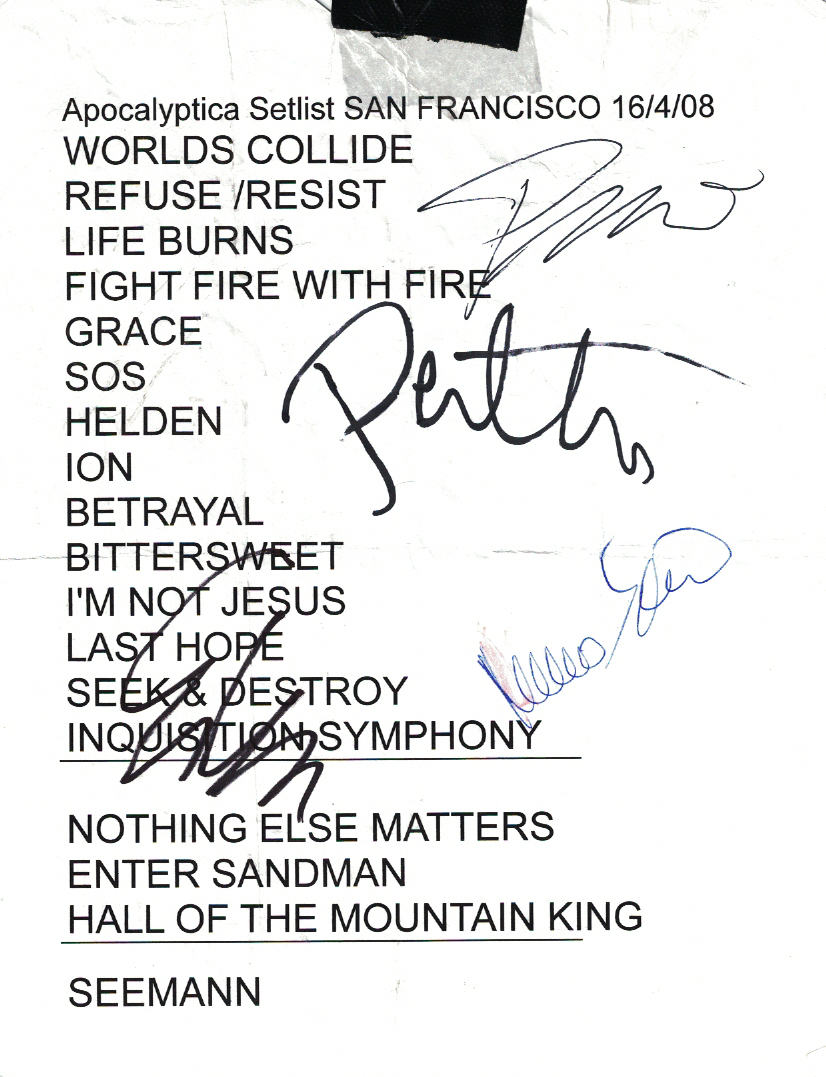 Apocalyptica Setlist SAN FRANCISCO 16/4/08
WORLDS COLLIDE
REFUSE /RESIST
LIFE BURNS
FIGHT FIRE WITH FIRE
GRACE
SOS
HELDEN
ION
BETRAYAL
BITTERSWEET
I'M NOT JESUS
LAST HOPE
SEEK & DESTROY
INQUISITION SYMPHONY
NOTHING ELSE MATTERS
ENTER SANDMAN
HALL OF THE MOUNTAIN KING
SEEMANN